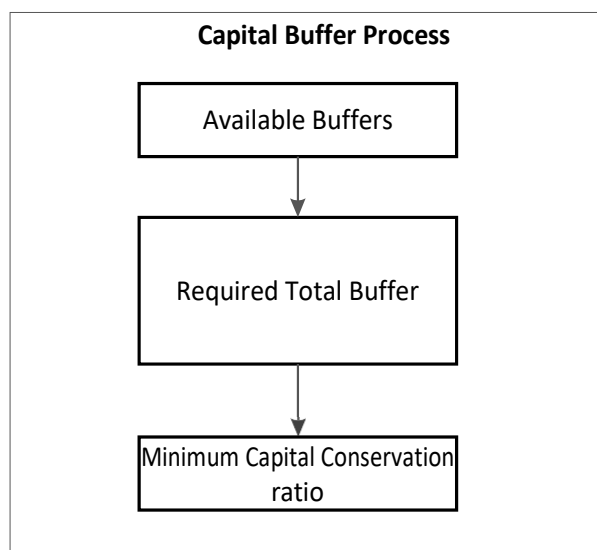 Capital Buffer Process
Available Buffers
Required Total Buffer
Minimum Capital Conservation
ratio